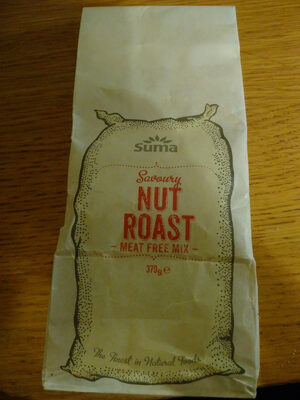 suma
Savoury
NUT
ROAST
- MEAT FREE MIX -
370g e
The Finest in Natural Foods